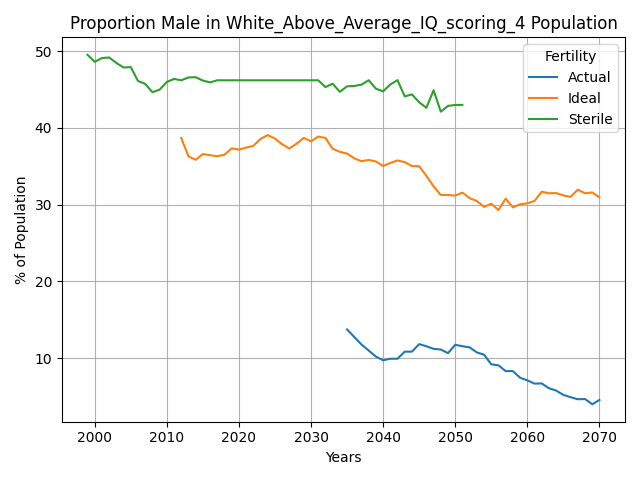 Proportion Male in White_Above_Average_IQ_scoring_4 Population
% of Population
50
40
30
20
10
Fertility
Actual
Ideal
Sterile
2000 2010 2020 2030 2040 2050 2060 2070
Years